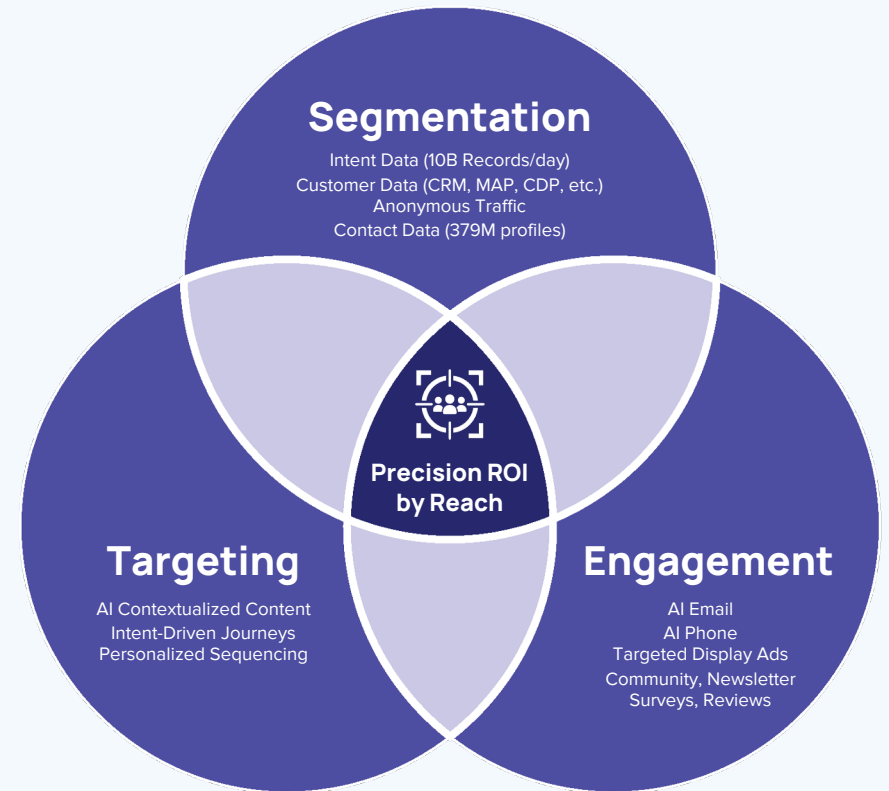 Segmentation
Intent Data (10B Records/day)
Customer Data (CRM, MAP, CDP, etc.)
Anonymous Traffic
Contact Data (379M profiles)
Precision ROI
by Reach
Targeting
AI Contextualized Content
Intent-Driven Journeys
Personalized Sequencing
Engagement
AI Email
AI Phone
Targeted Display Ads
Community, Newsletter
Surveys, Reviews